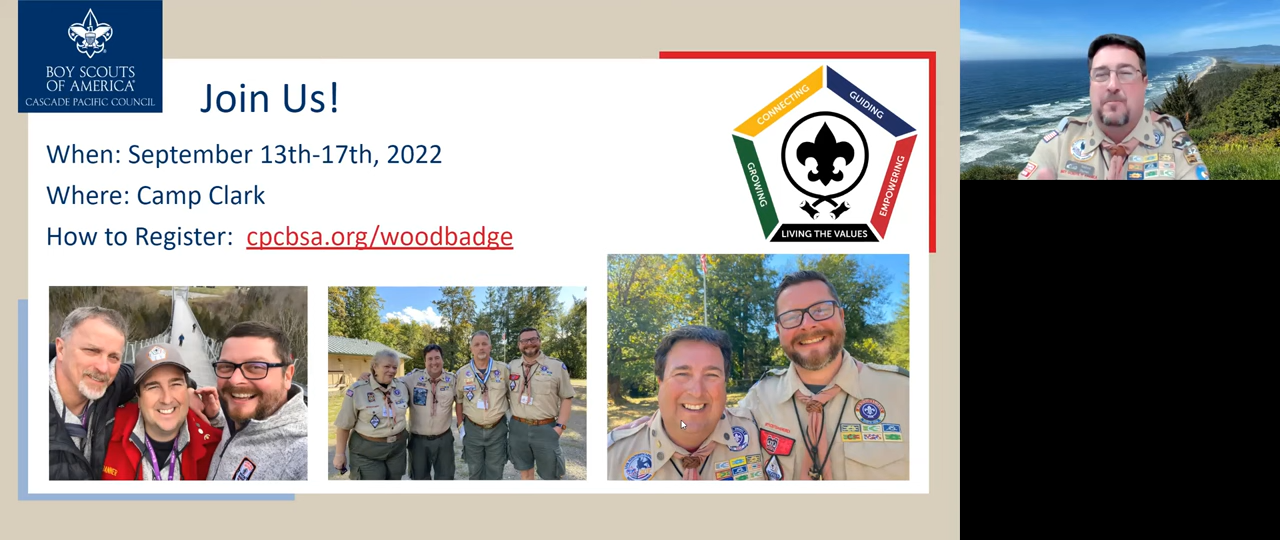 BOY SCOUTS
OF AMERICA
CASCADE PACIFIC COUNCIL
Join Us!
When: September 13th-17th, 2022
Where: Camp Clark
How to Register: cpcbsa.org/woodbadge
CONNECTING
GUIDING
GROWING
EMPOWERING
LIVING THE VALUES